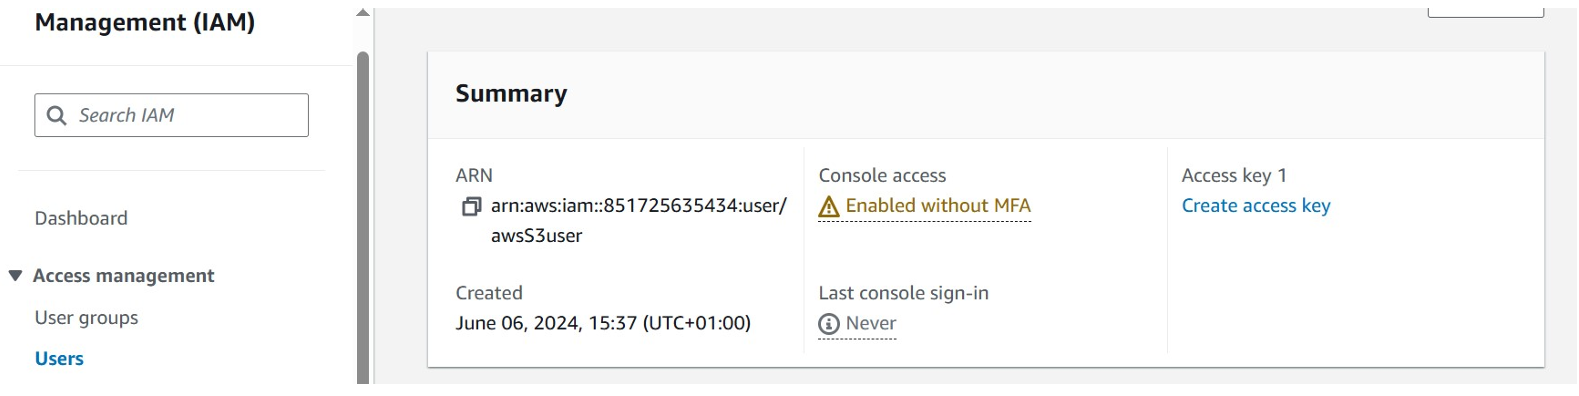 Management (IAM)
Search IAM
Dashboard
Access management
User groups
Users
Summary
ARN
arn:aws:iam::851725635434:user/
awsS3user
Created
June 06, 2024, 15:37 (UTC+01:00)
Console access
Enabled without MFA
Last console sign-in
Never
Access key 1
Create access key